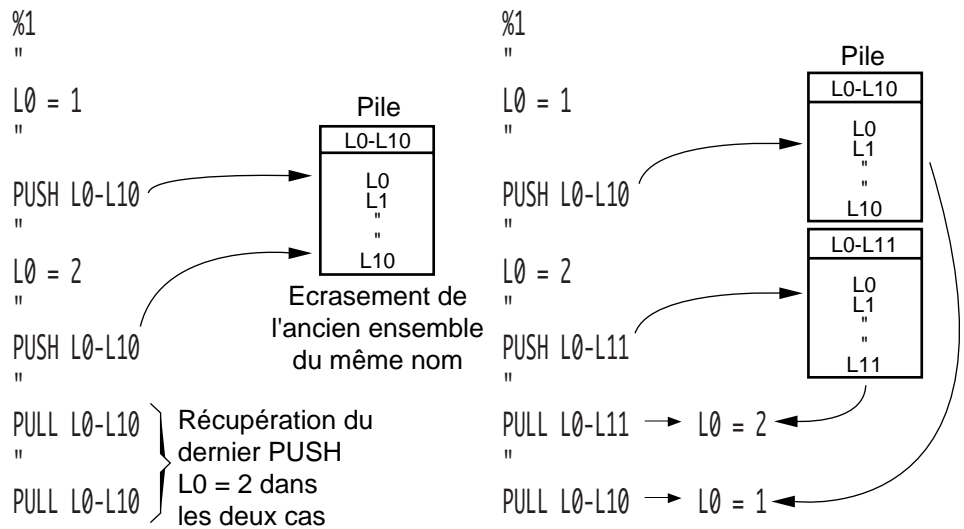 %1
"
L0 = 1
"
PUSH L0-L10
"
L0 = 2
"
PUSH L0-L10
"
PULL L0-L10
"
PULL L0-L10
Pile
L0-L10
L0
L1
"
"
L10
Ecrasement de
l'ancien ensemble
du même nom
Récupération du
dernier PUSH
L0 = 2 dans
les deux cas
%1
"
L0 = 1
"
PUSH L0-L10
"
L0 = 2
"
PUSH L0-L11
"
PULL L0-L11 L0 = 2
"
PULL L0-L10 L0 = 1
Pile
L0-L10
L0
L1
"
"
L10
L0-L11
L0
L1
"
"
L11